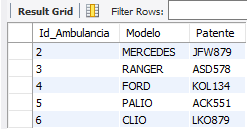 Result Grid Filter Rows:
Id_Ambulancia Modelo Patente
2 MERCEDES JFW879
3 RANGER ASD578
4 FORD KOL134
5 PALIO ACK551
6 CLIO LKO879